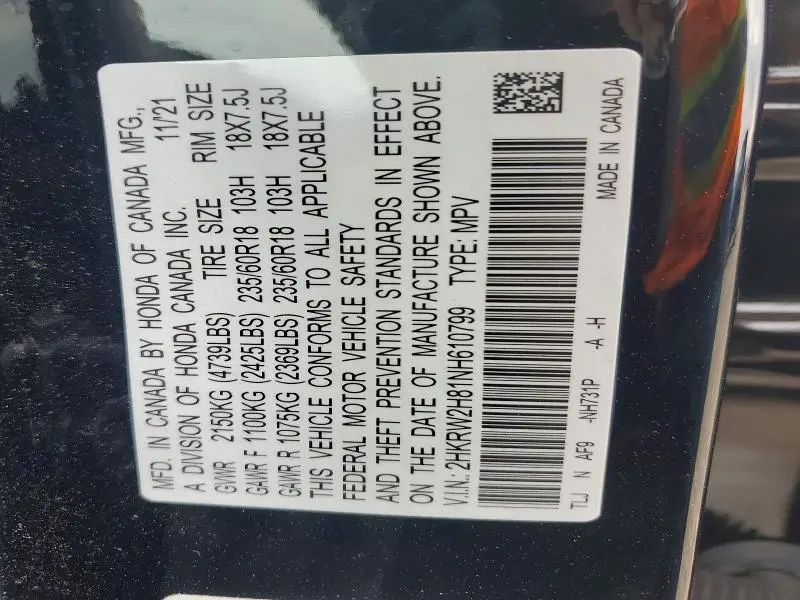 MFD. IN CANADA BY HONDA OF CANADA MFG.,
A DIVISION OF HONDA CANADA INC. 11/21
GVWR 2150KG (4739LBS) TIRE SIZE RIM SIZE
GAWR F 1100KG (2425LBS) 235/60R18 103H 18X7.5J
GAWR R 1075KG (2369LBS) 235/60R18 103H 18X7.5J
THIS VEHICLE CONFORMS TO ALL APPLICABLE
FEDERAL MOTOR VEHICLE SAFETY
AND THEFT PREVENTION STANDARDS IN EFFECT
ON THE DATE OF MANUFACTURE SHOWN ABOVE.
V.I.N.: 2HKRW2H81NH610799 TYPE: MPV
TLJ N AF9 -NH731P -A -H MADE IN CANADA